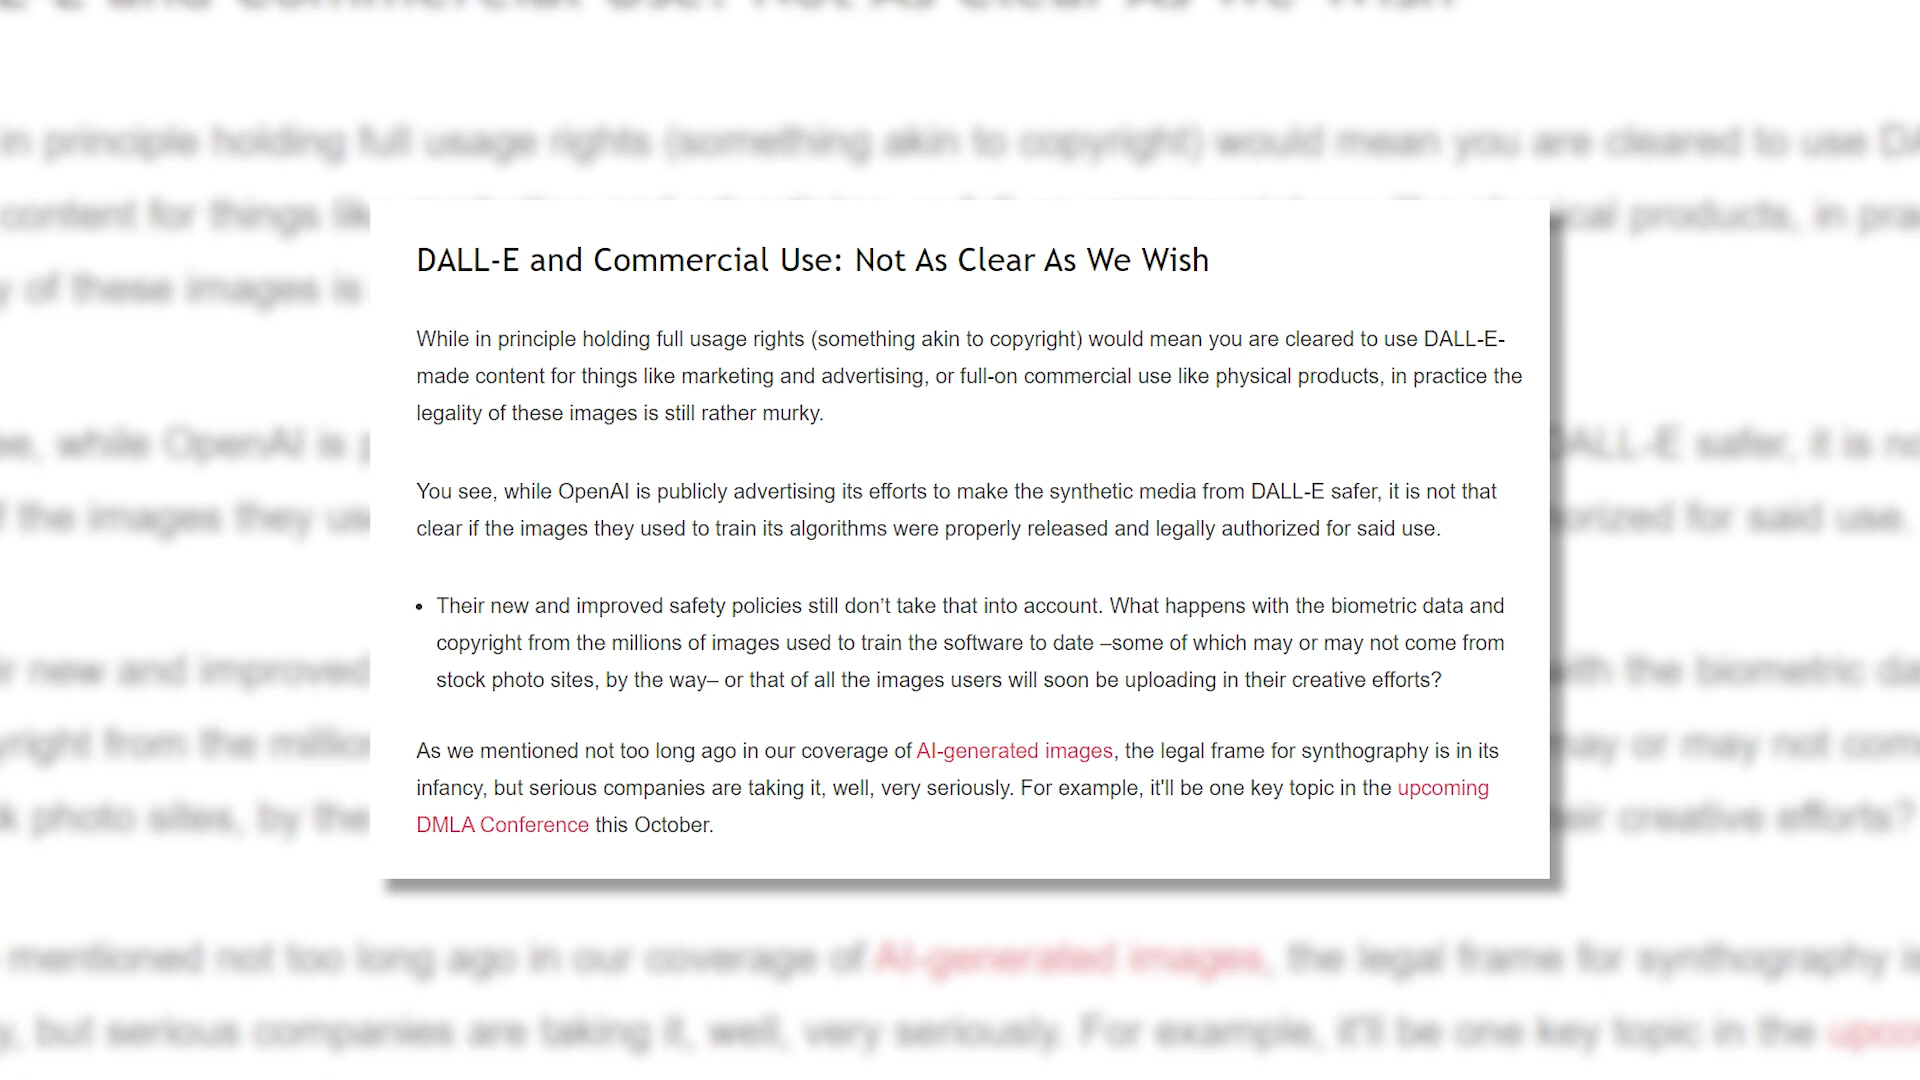 DALL-E and Commercial Use: Not As Clear As We Wish
While in principle holding full usage rights (something akin to copyright) would mean you are cleared to use DALL-E-
made content for things like marketing and advertising, or full-on commercial use like physical products, in practice the
legality of these images is still rather murky.
You see, while OpenAI is publicly advertising its efforts to make the synthetic media from DALL-E safer, it is not that
clear if the images they used to train its algorithms were properly released and legally authorized for said use.
• Their new and improved safety policies still don’t take that into account. What happens with the biometric data and
copyright from the millions of images used to train the software to date –some of which may or may not come from
stock photo sites, by the way– or that of all the images users will soon be uploading in their creative efforts?
As we mentioned not too long ago in our coverage of AI-generated images, the legal frame for synthography is in its
infancy, but serious companies are taking it, well, very seriously. For example, it'll be one key topic in the upcoming
DMLA Conference this October.